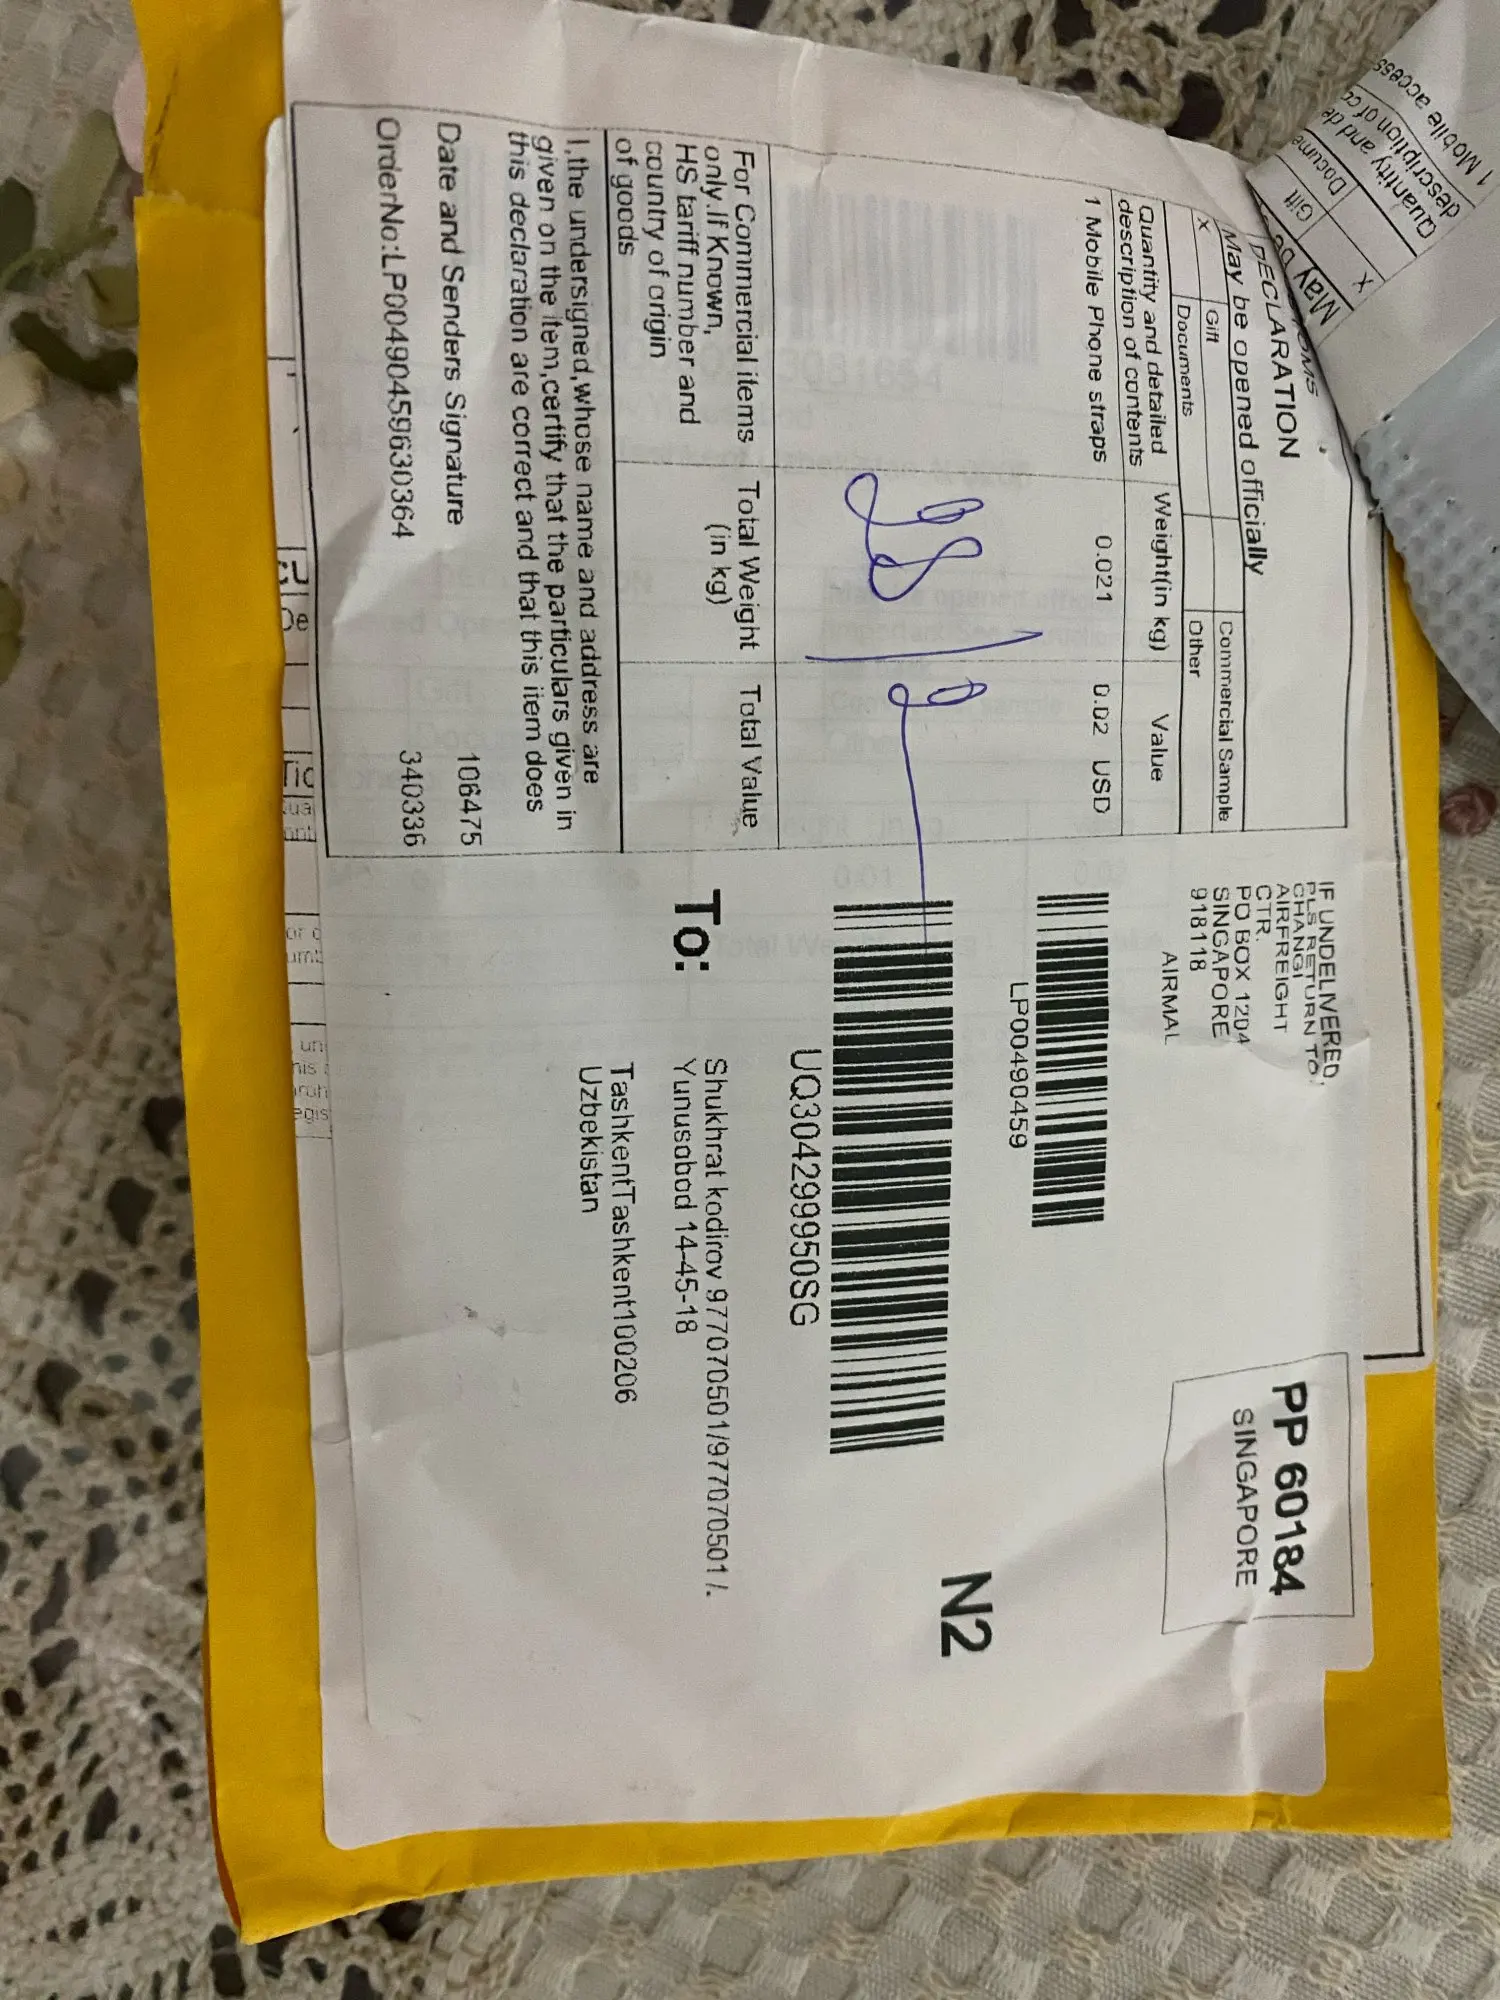 DECLARATION
May be opened officially
x Gift Commercial Sample
Documents Other
Quantity and detailed description of contents Weight(in kg) Value
1 Mobile Phone straps 0.021 0.02 USD
For Commercial items only.If Known, HS tariff number and country of origin of goods Total Weight (in kg) Total Value
I,the undersigned,whose name and address are
given on the item,certify that the particulars given in
this declaration are correct and that this item does
Date and Senders Signature 106475
OrderNo:LP00490459630364 340336
IF UNDELIVERED,
PLS RETURN TO
CHANGI
AIRFREIGHT
CTR.
PO BOX 1204
SINGAPORE
918118
AIRMAL
PP 60184
SINGAPORE
LP00490459
N2
UQ304299950SG
To:
Shukhrat kodirov 977070501/977070501/.
Yunusobod 14-45-18
TashkentTashkent100206
Uzbekistan
May
Gift
x
Docume
Quantity and de
description of co
1 Mobile access